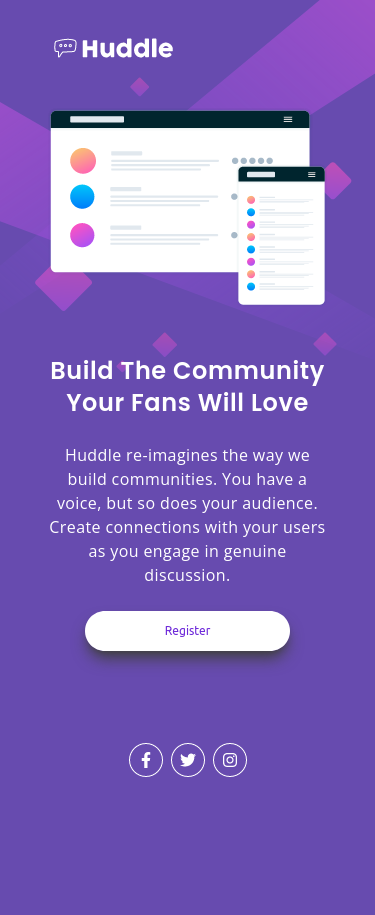 Huddle
Build The Community
Your Fans Will Love
Huddle re-imagines the way we
build communities. You have a
voice, but so does your audience.
Create connections with your users
as you engage in genuine
discussion.
Register